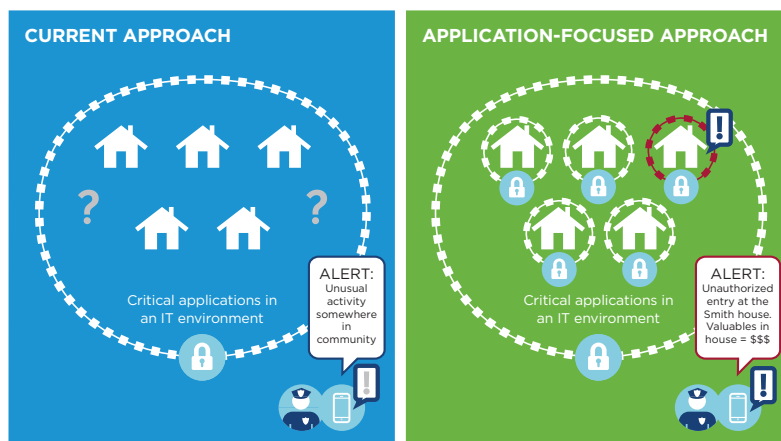 CURRENT APPROACH
?
?
Critical applications in
an IT environment
ALERT:
Unusual
activity
somewhere
in
community
!
APPLICATION-FOCUSED APPROACH
!
Critical applications in
an IT environment
ALERT:
Unauthorized
entry at the
Smith house.
Valuables in
house = $$$
!